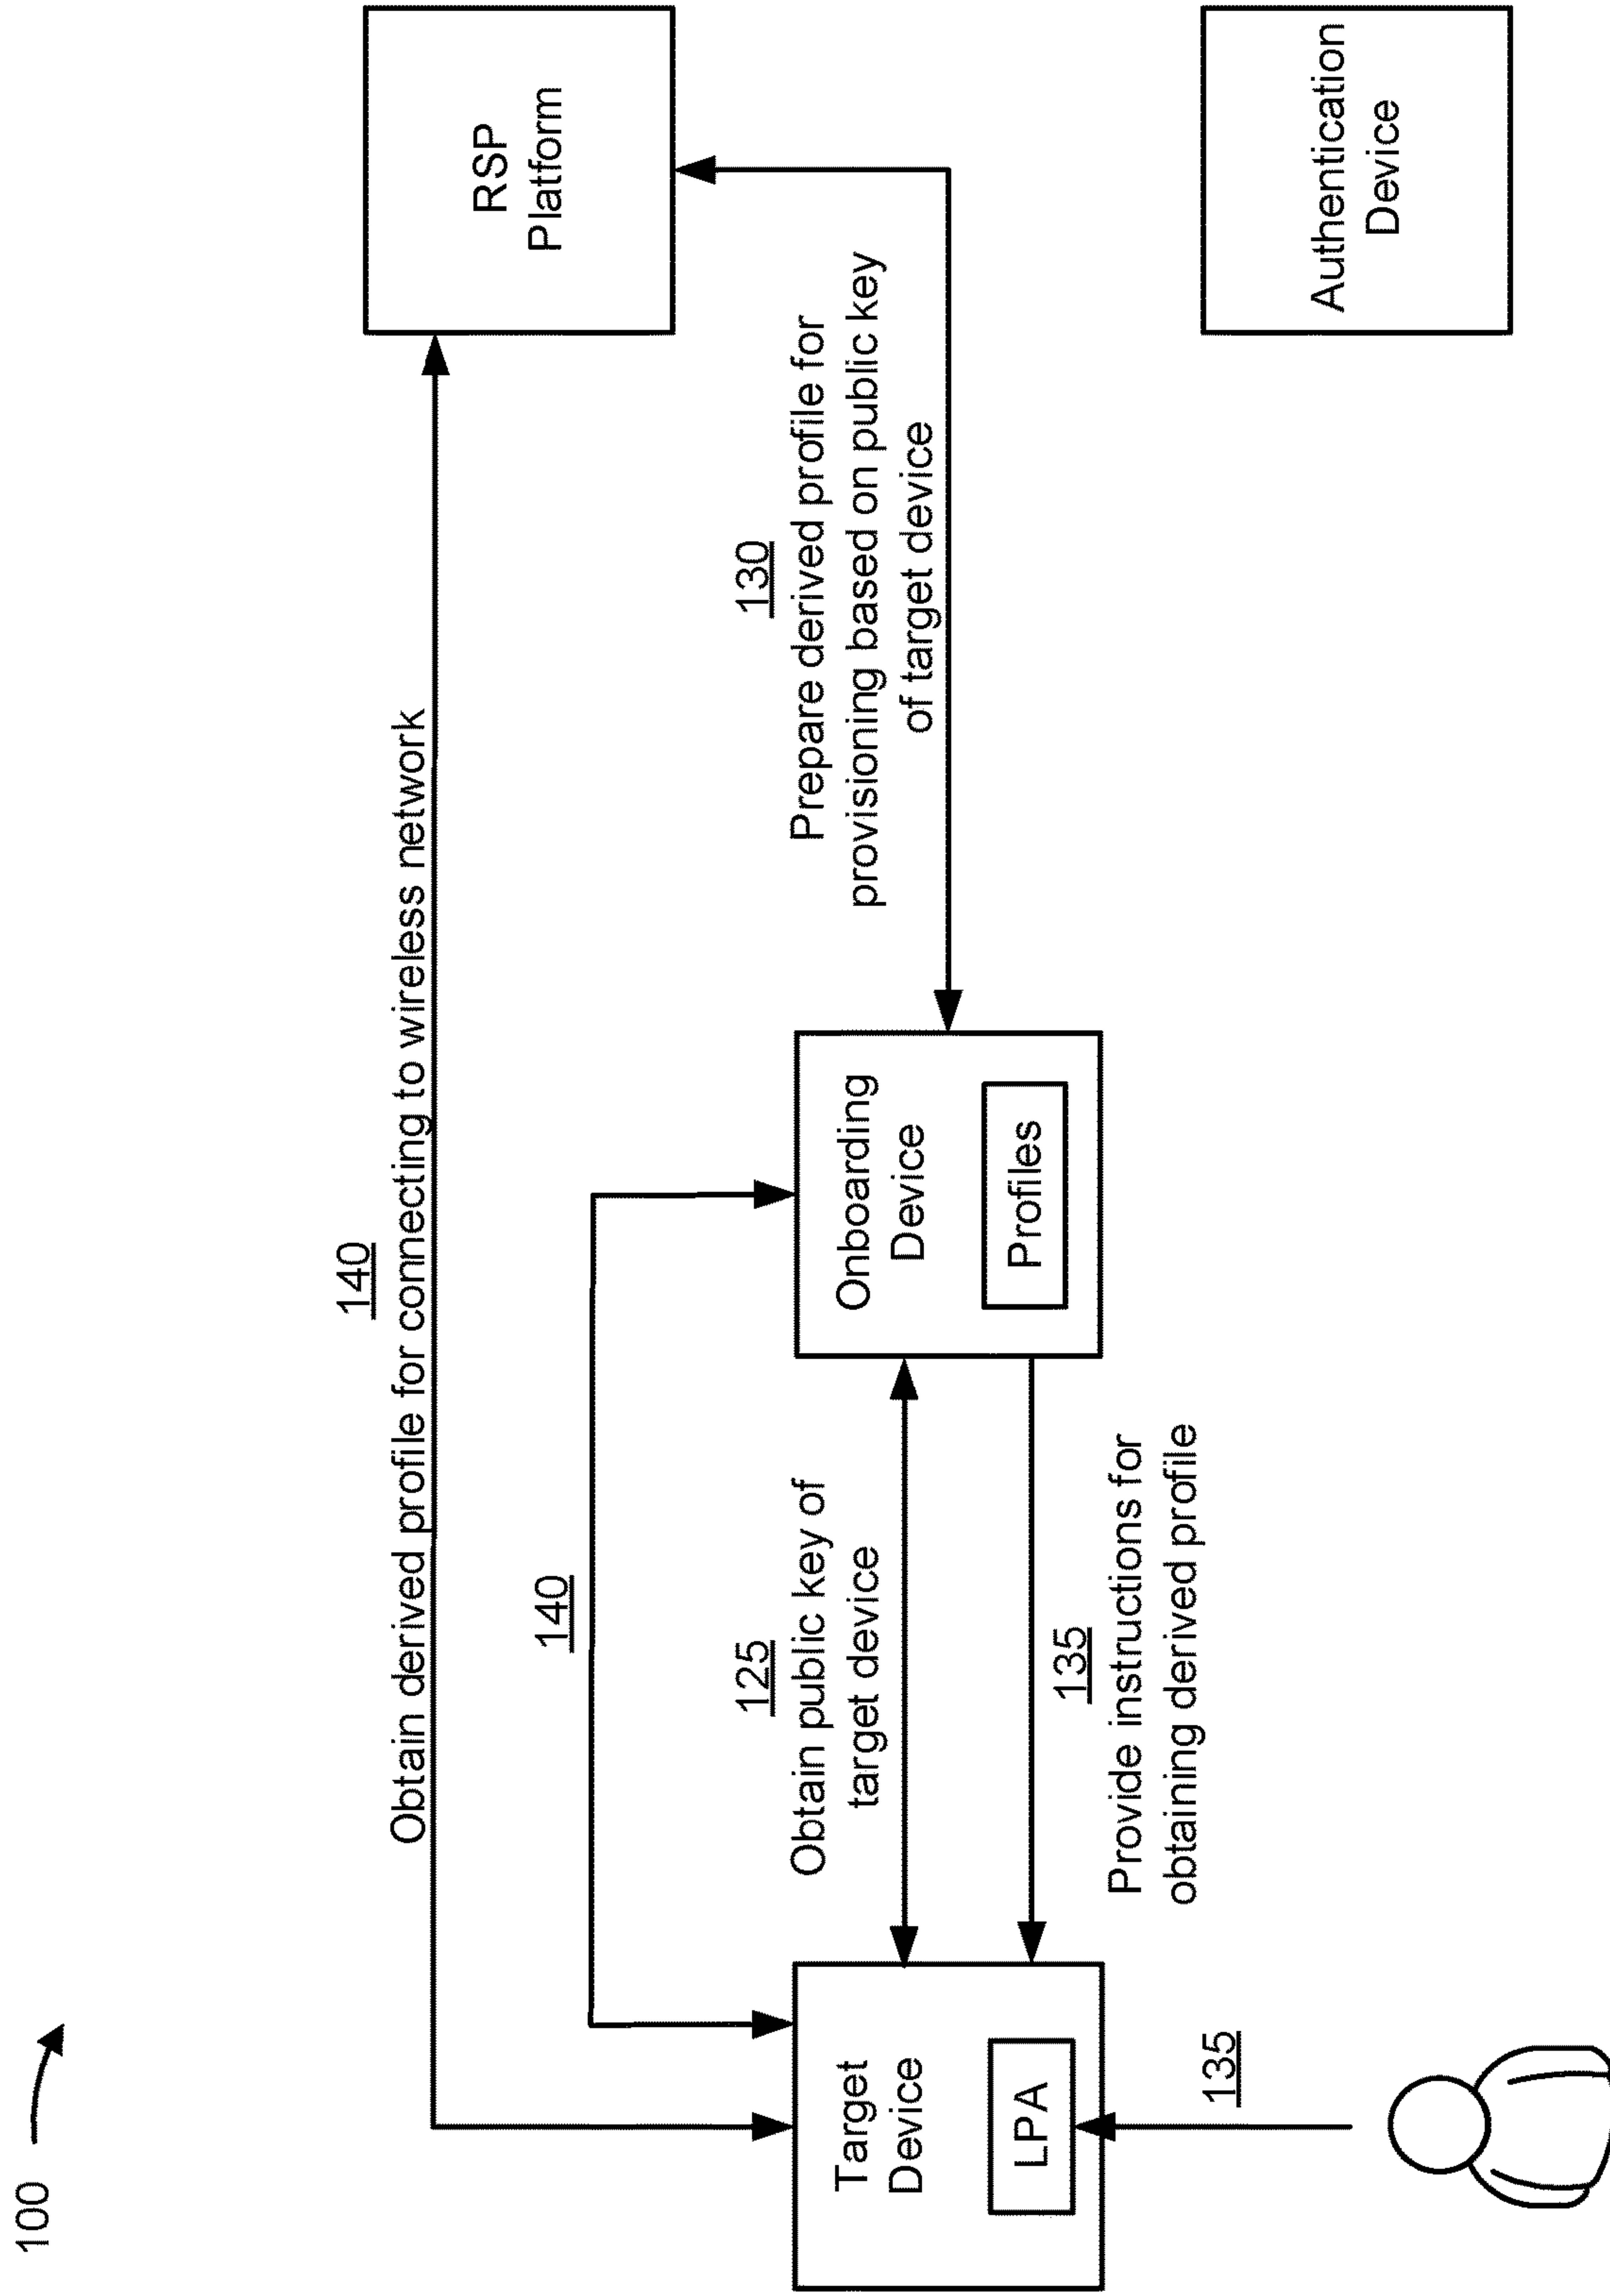 100
140
Obtain derived profile for connecting to wireless network
RSP
Platform
140
130
Prepare derived profile for
provisioning based on public key
of target device
125
Obtain public key of
target device
Target
Device
LPA
Onboarding
Device
Profiles
135
Provide instructions for
obtaining derived profile
135
Authentication
Device